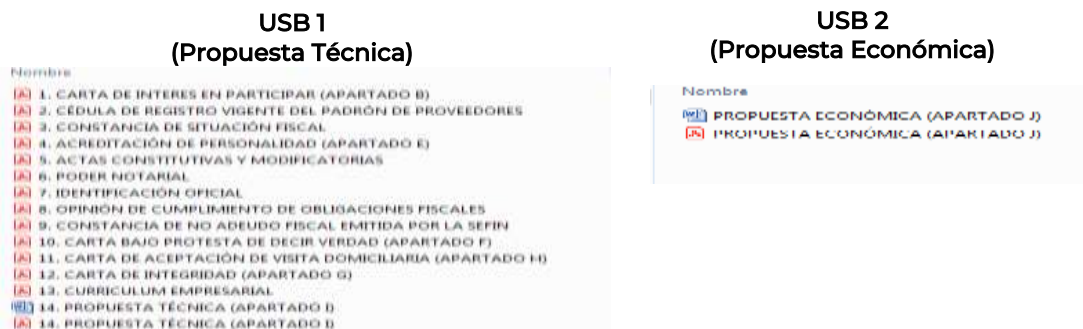 USB 1
(Propuesta Técnica)
Nombre
1. CARTA DE INTERES EN PARTICIPAR (APARTADO B)
2. CÉDULA DE REGISTRO VIGENTE DEL PADRÓN DE PROVEEDORES
3. CONSTANCIA DE SITUACIÓN FISCAL
4. ACREDITACIÓN DE PERSONALIDAD (APARTADO E)
5. ACTAS CONSTITUTIVAS Y MODIFICATORIAS
6. PODER NOTARIAL
7. IDENTIFICACIÓN OFICIAL
8. OPINIÓN DE CUMPLIMIENTO DE OBLIGACIONES FISCALES
9. CONSTANCIA DE NO ADEUDO FISCAL EMITIDA POR LA SEFIN
10. CARTA BAJO PROTESTA DE DECIR VERDAD (APARTADO F)
11. CARTA DE ACEPTACIÓN DE VISITA DOMICILIARIA (APARTADO H)
12. CARTA DE INTEGRIDAD (APARTADO G)
13. CURRICULUM EMPRESARIAL
14. PROPUESTA TÉCNICA (APARTADO I)
14. PROPUESTA TÉCNICA (APARTADO I)
USB 2
(Propuesta Económica)
Nombre
PROPUESTA ECONÓMICA (APARTADO J)
PROPUESTA ECONÓMICA (APARTADO J)